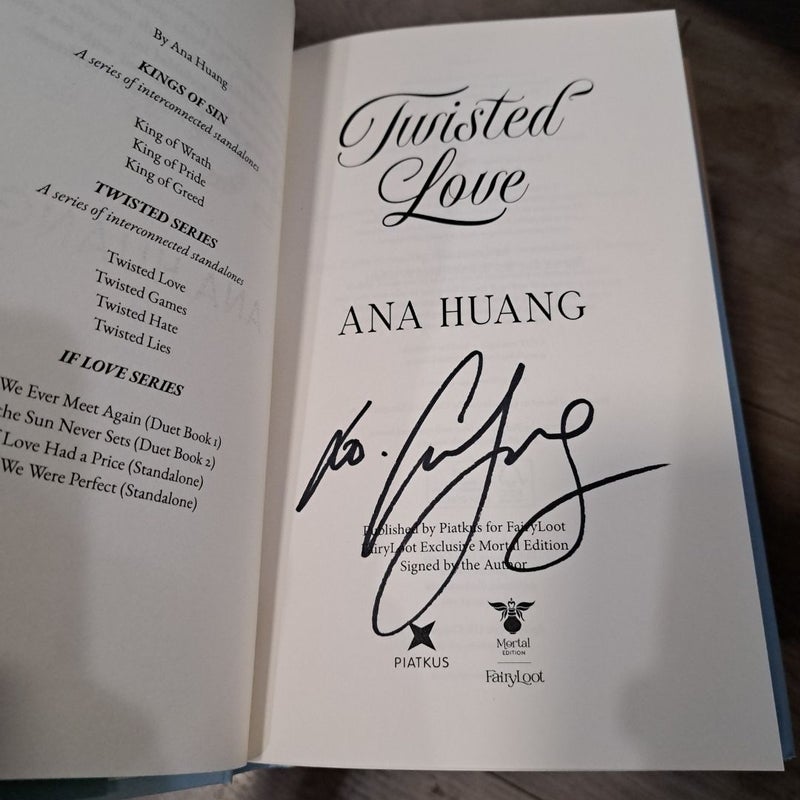 By Ana Huang
KINGS OF SIN
A series of interconnected standalones
King of Wrath
King of Pride
King of Greed
TWISTED SERIES
A series of interconnected standalones
Twisted Love
Twisted Games
Twisted Hate
Twisted Lies
IF LOVE SERIES
We Ever Meet Again (Duet Book 1)
the Sun Never Sets (Duet Book 2)
Love Had a Price (Standalone)
We Were Perfect (Standalone)
Twisted
Love
ANA HUANG
xo.
Published by Piatkus for FairyLoot
FairyLoot Exclusive Mortal Edition
Signed by the Author
PIATKUS
Mortal
EDITION
FairyLoot